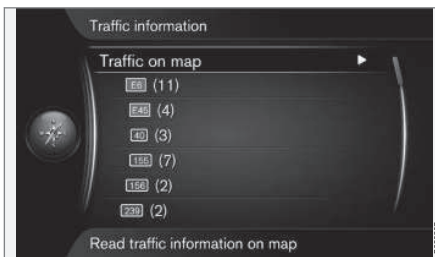 Traffic information
Traffic on map
E6 (11)
E45 (4)
40 (3)
155 (7)
156 (2)
239 (2)
Read traffic information on map